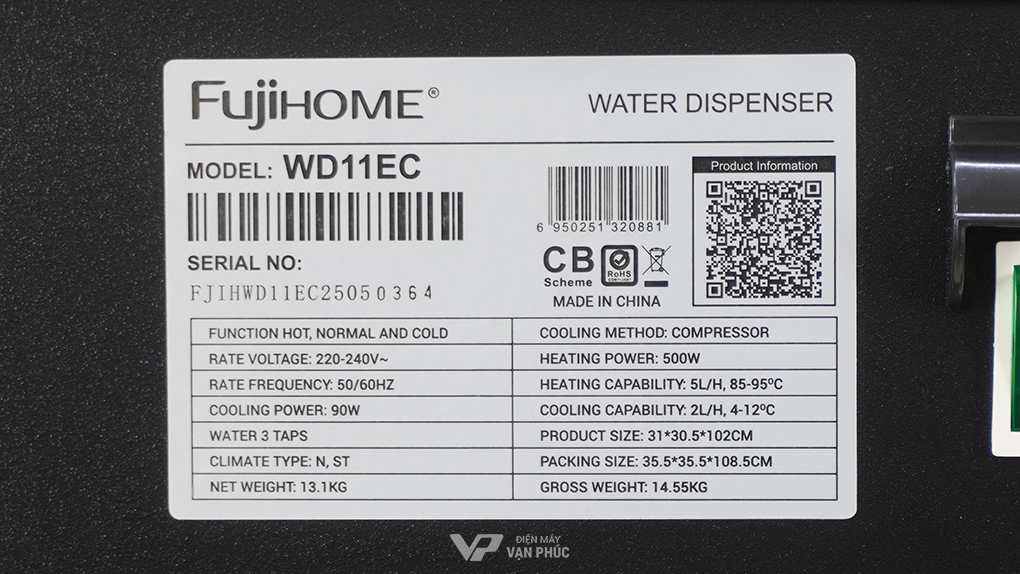 FujiHOME®
WATER DISPENSER
MODEL: WD11EC
SERIAL NO:
FJIHWD11EC25050364
6 950251 320881
CB
Scheme
RoHS
COMPLIANT
MADE IN CHINA
Product Information
FUNCTION HOT, NORMAL AND COLD
COOLING METHOD: COMPRESSOR
RATE VOLTAGE: 220-240V~
HEATING POWER: 500W
RATE FREQUENCY: 50/60HZ
HEATING CAPABILITY: 5L/H, 85-95ºC
COOLING POWER: 90W
COOLING CAPABILITY: 2L/H, 4-12ºC
WATER 3 TAPS
PRODUCT SIZE: 31*30.5*102CM
CLIMATE TYPE: N, ST
PACKING SIZE: 35.5*35.5*108.5CM
NET WEIGHT: 13.1KG
GROSS WEIGHT: 14.55KG
VP
ĐIỆN MÁY
VẠN PHÚC